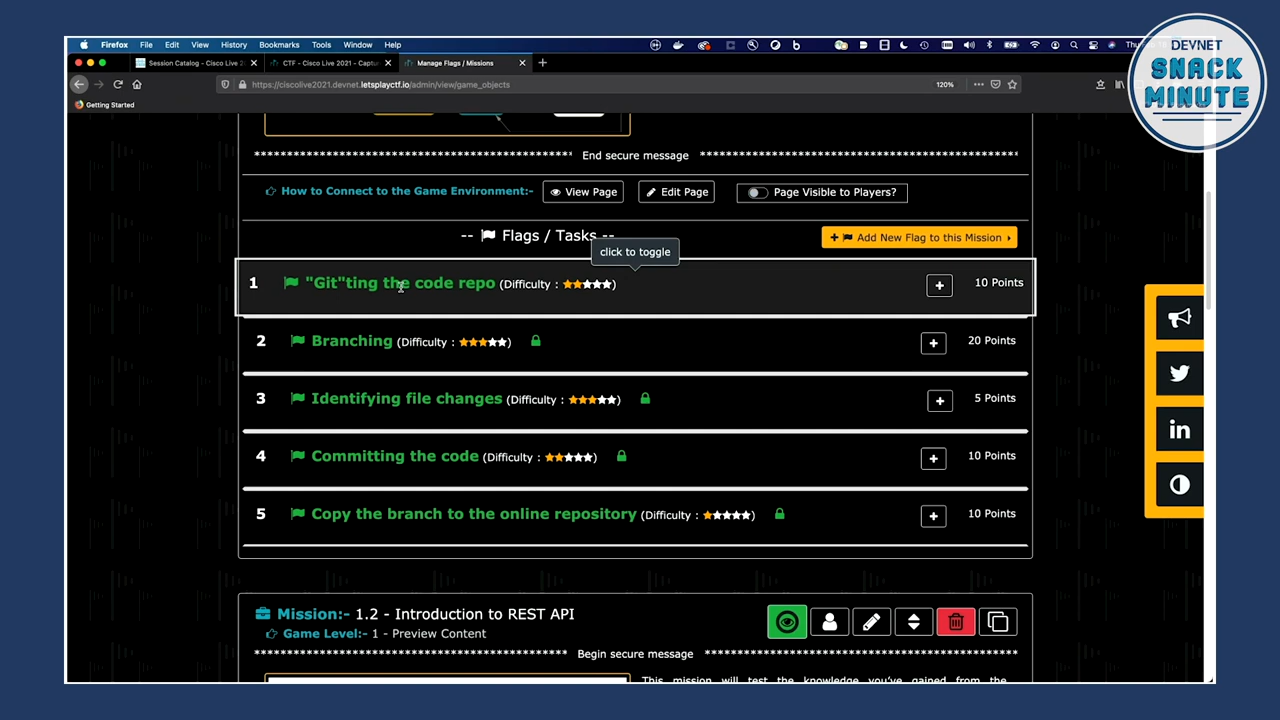 Firefox File Edit View History Bookmarks Tools Window Help
DEVNET
SNACK
MINUTE
Session Catalog - Cisco Live 2
CTF - Cisco Live 2021 - Captu
Manage Flags / Missions
https://ciscolive2021.devnet.letsplayctf.io/admin/view/game_objects
120%
Getting Started
****************************************************** End secure message ******************************************************
How to Connect to the Game Environment:- View Page Edit Page Page Visible to Players?
-- Flags / Tasks --
Add New Flag to this Mission
click to toggle
1 "Git"ting the code repo (Difficulty : ) + 10 Points
2 Branching (Difficulty : ) + 20 Points
3 Identifying file changes (Difficulty : ) + 5 Points
4 Committing the code (Difficulty : ) + 10 Points
5 Copy the branch to the online repository (Difficulty : ) + 10 Points
Mission:- 1.2 - Introduction to REST API
Game Level:- 1 - Preview Content
****************************************************** Begin secure message ******************************************************
This mission will test the knowledge you've gained from the